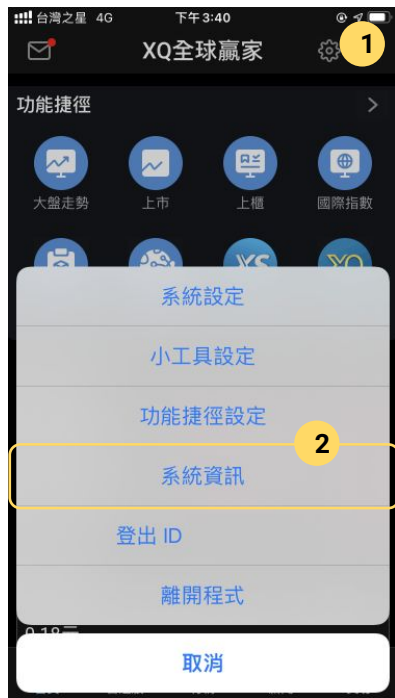 台灣之星 4G 下午3:40
XQ全球贏家
1
功能捷徑
大盤走勢 上市 上櫃 國際指數
XS XQ
系統設定
小工具設定
功能捷徑設定
2
系統資訊
登出 ID
離開程式
取消